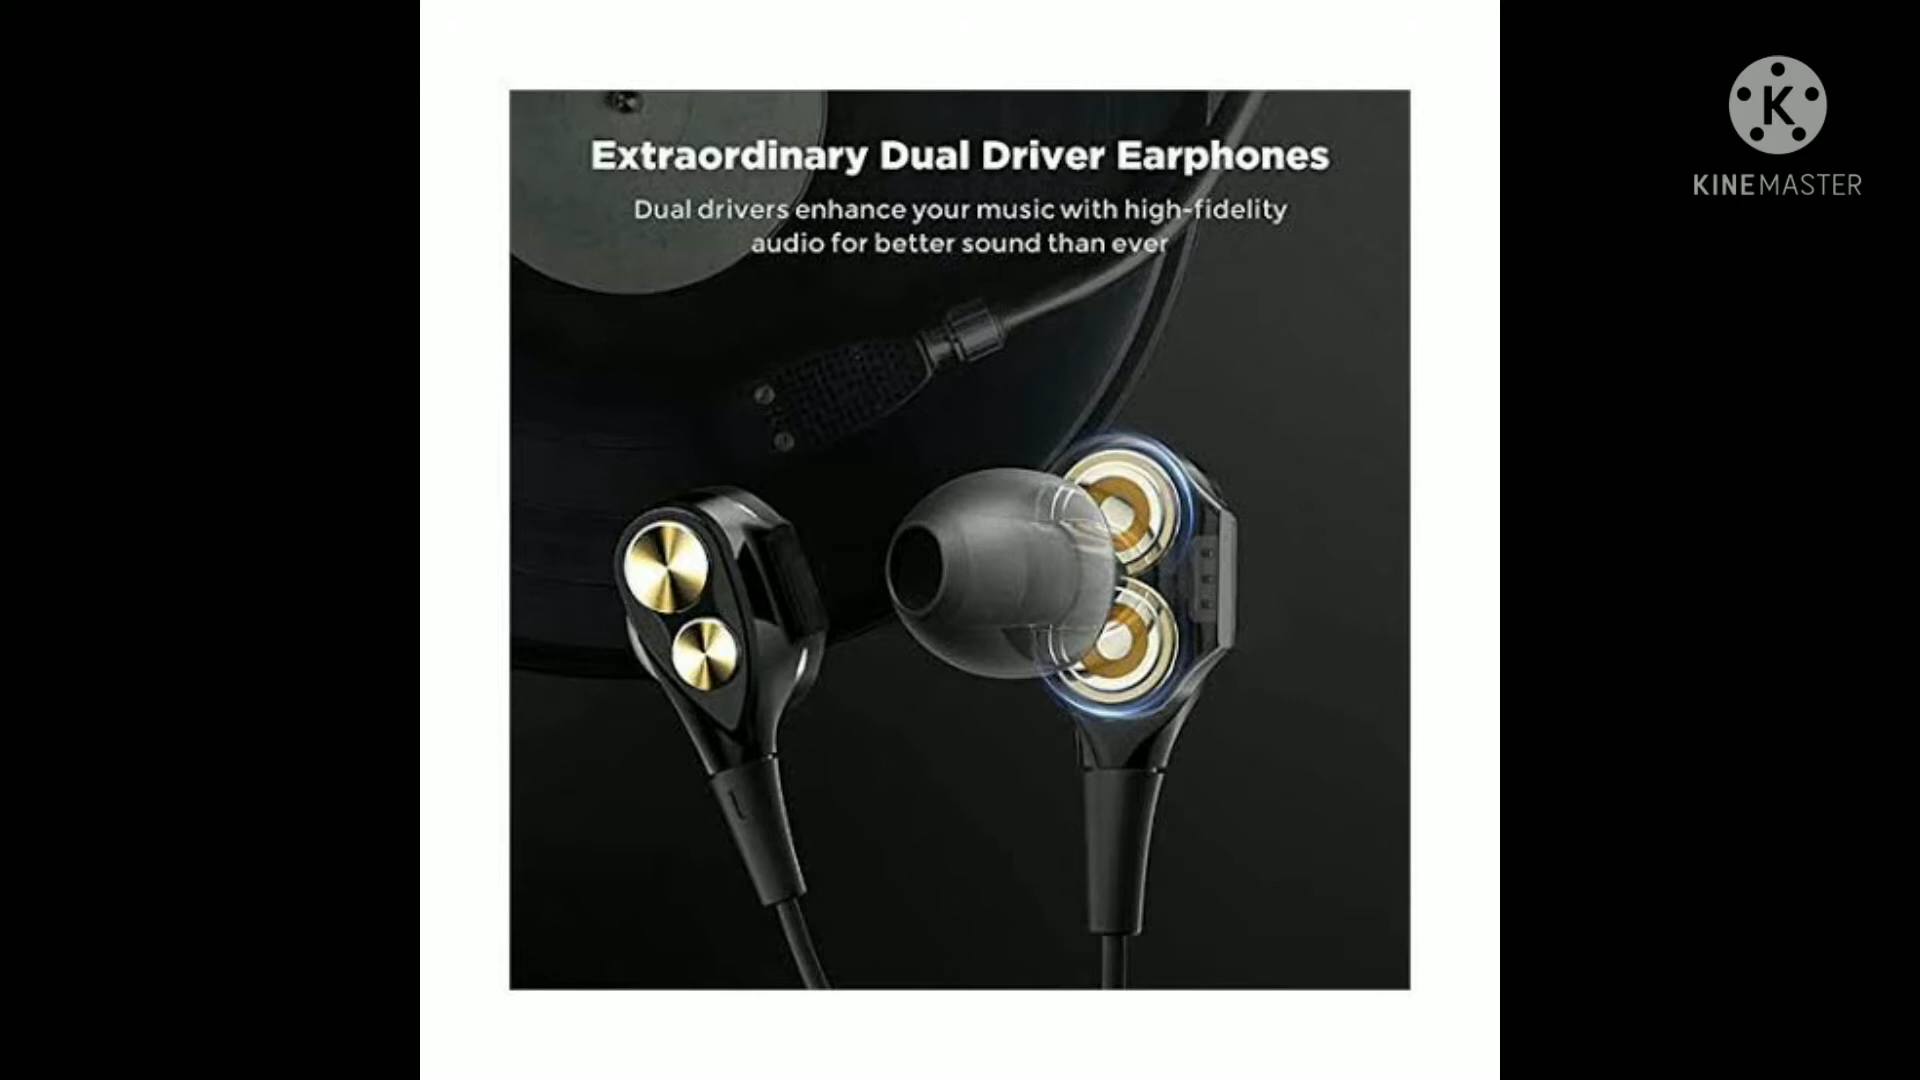 Extraordinary Dual Driver Earphones
Dual drivers enhance your music with high-fidelity
audio for better sound than ever
K
KINEMASTER
L